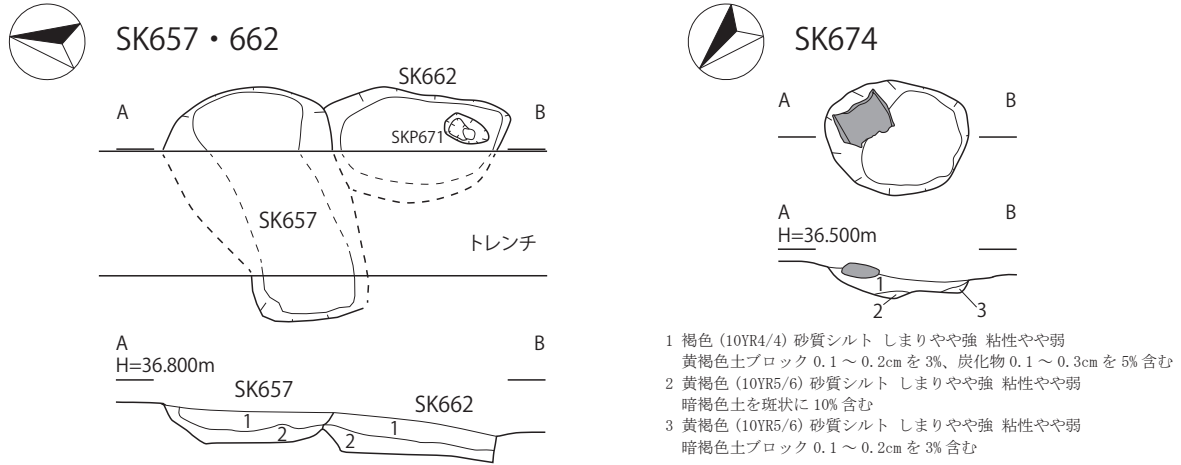 SK657・662
SK662
A
B
SKP671
SK657
トレンチ
A
B
H=36.800m
SK657
SK662
1
1
2
2
SK674
A
B
A
B
H=36.500m
1
2
3
1 褐色 (10YR4/4) 砂質シルト しまりやや強 粘性やや弱
黄褐色土ブロック 0.1 ～ 0.2cm を 3%、炭化物 0.1 ～ 0.3cm を 5% 含む
2 黄褐色 (10YR5/6) 砂質シルト しまりやや強 粘性やや弱
暗褐色土を斑状に 10% 含む
3 黄褐色 (10YR5/6) 砂質シルト しまりやや強 粘性やや弱
暗褐色土ブロック 0.1 ～ 0.2cm を 3% 含む